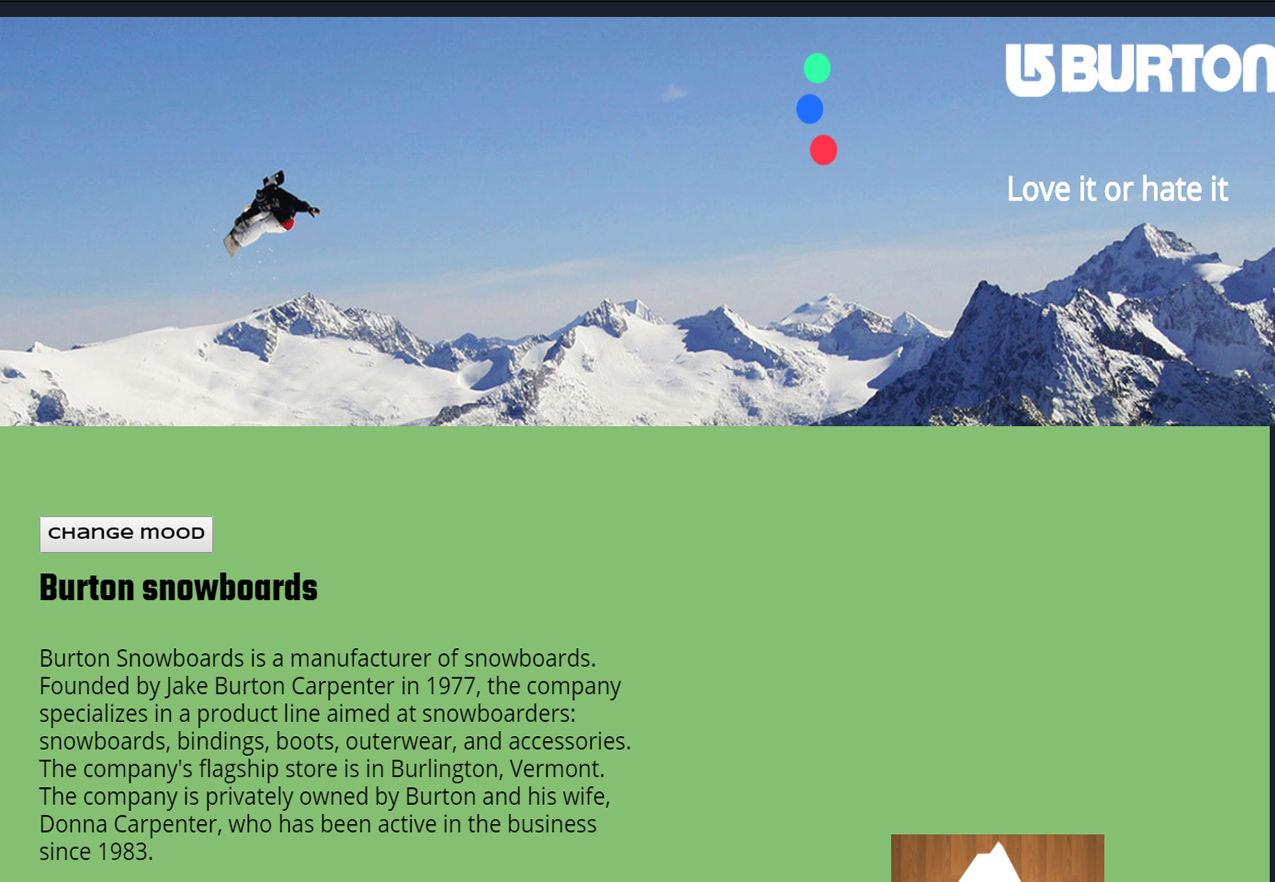 BURTON
Love it or hate it
change mood
Burton snowboards
Burton Snowboards is a manufacturer of snowboards.
Founded by Jake Burton Carpenter in 1977, the company
specializes in a product line aimed at snowboarders:
snowboards, bindings, boots, outerwear, and accessories.
The company's flagship store is in Burlington, Vermont.
The company is privately owned by Burton and his wife,
Donna Carpenter, who has been active in the business
since 1983.